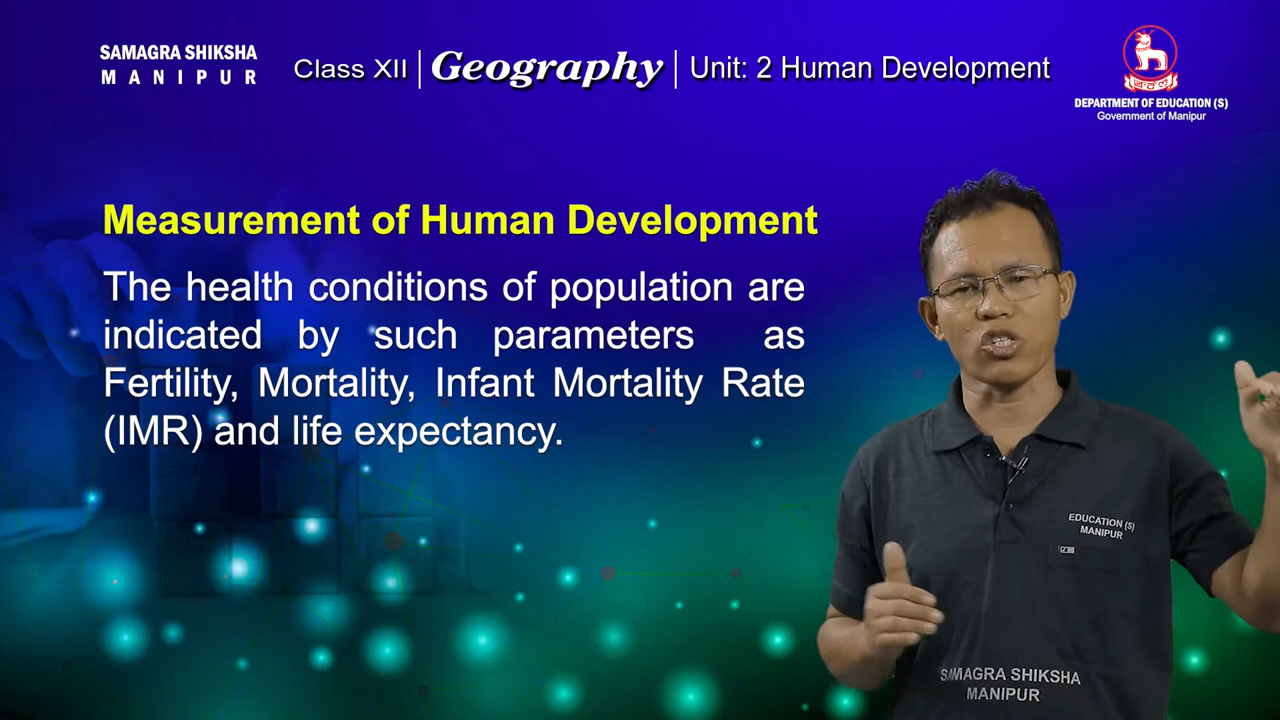 SAMAGRA SHIKSHA
MANIPUR
Class XII | Geography | Unit: 2 Human Development
DEPARTMENT OF EDUCATION (S)
Government of Manipur
Measurement of Human Development
The health conditions of population are
indicated by such parameters as
Fertility, Mortality, Infant Mortality Rate
(IMR) and life expectancy.
EDUCATION (S)
MANIPUR
SAMAGRA SHIKSHA
MANIPUR